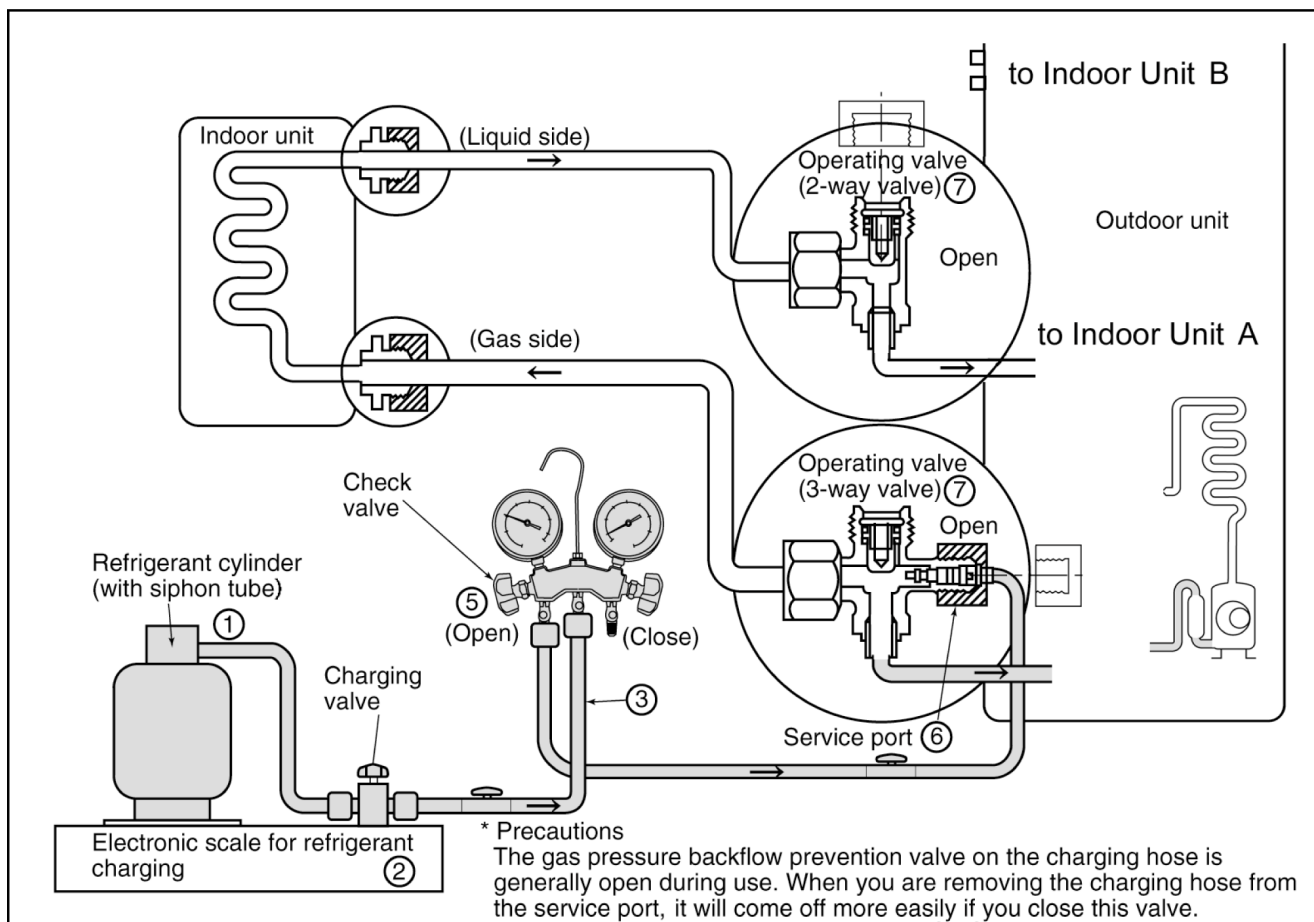 to Indoor Unit B
Indoor unit
(Liquid side)
Operating valve
(2-way valve) ⑦
Outdoor unit
Open
(Gas side)
to Indoor Unit A
Operating valve
(3-way valve) ⑦
Open
Check
valve
Refrigerant cylinder
(with siphon tube)
①
⑤
(Open)
(Close)
Charging
valve
③
Service port ⑥
Electronic scale for refrigerant
charging ②
* Precautions
The gas pressure backflow prevention valve on the charging hose is
generally open during use. When you are removing the charging hose from
the service port, it will come off more easily if you close this valve.